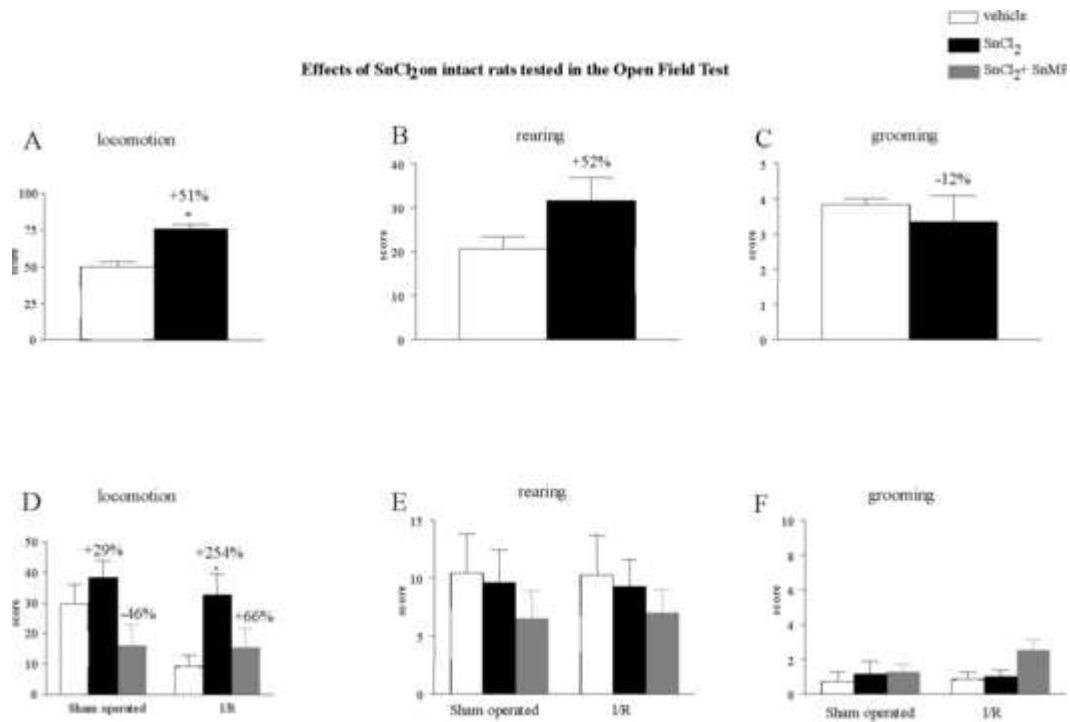 vehicle
SnCl2
SnCl2+ SnMP
Effects of SnCl2on intact rats tested in the Open Field Test
A
locomotion
100
75
50
25
0
score
+51%
*
B
rearing
40
30
20
10
0
score
+52%
C
grooming
5
4
3
2
1
0
score
-12%
D
locomotion
50
40
30
20
10
0
score
+29%
-46%
+254%
*
+66%
Sham operated I/R
E
rearing
15
10
5
0
score
Sham operated I/R
F
grooming
10
8
6
4
2
0
score
Sham operated I/R